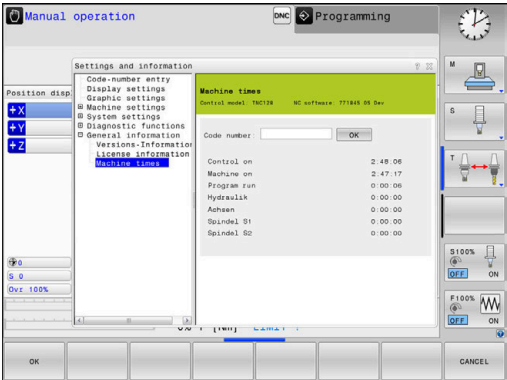 Manual operation
DNC
Programming
Settings and information
Position disp
+X
+Y
+Z
0
S 0
Ovr 100%
Code-number entry
Display settings
Graphic settings
Machine settings
System settings
Diagnostic functions
General information
Versions-Information
License information
Machine times
Machine times
Control model: TNC128 NC software: 771845 05 Dev
Code number:
OK
Control on 2:48:06
Machine on 2:47:17
Program run 0:00:06
Hydraulik 0:00:00
Achsen 0:00:00
Spindel S1 0:00:00
Spindel S2 0:00:00
M
S
T
S100%
OFF ON
F100%
OFF ON
OK
CANCEL